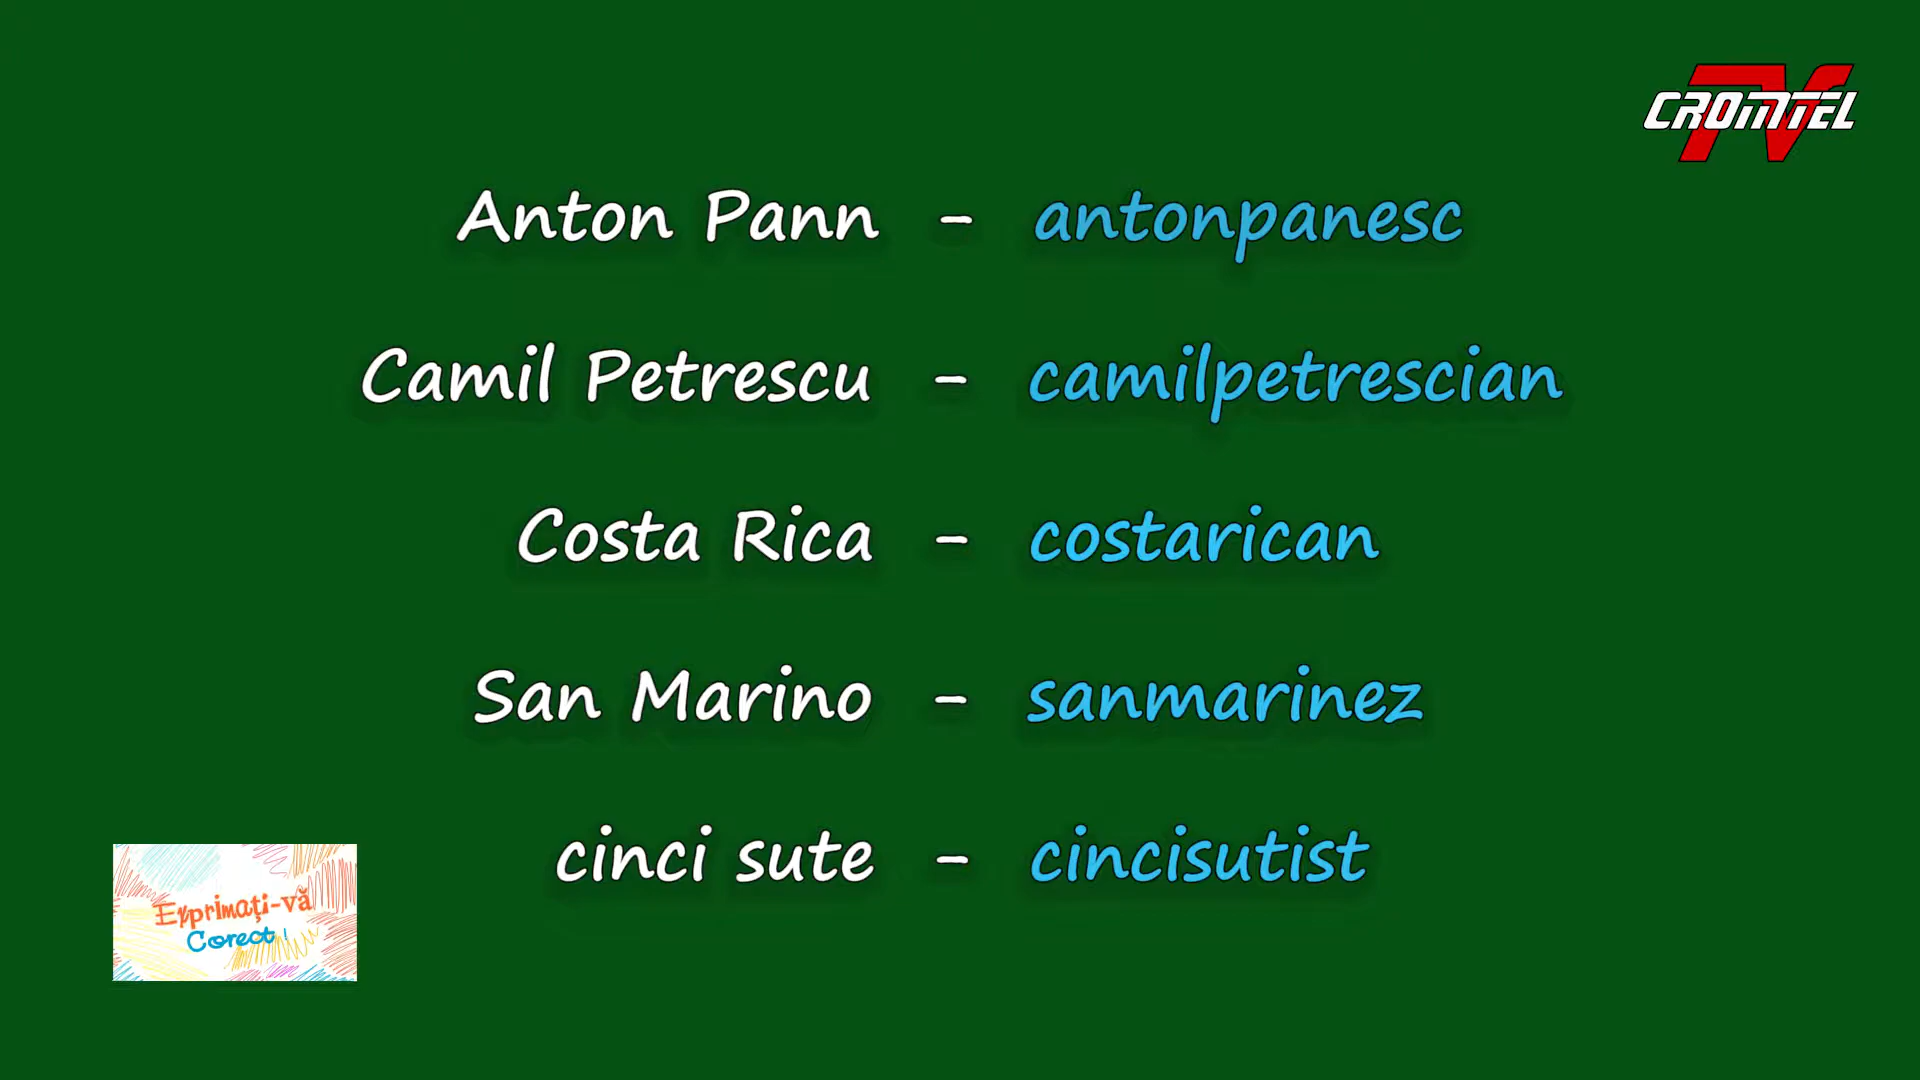 TV
CROMTEL
Anton Pann - antonpanesc
Camil Petrescu - camilpetrescian
Costa Rica - costarican
San Marino - sanmarinez
cinci sute - cincisutist
Exprimați-vă
Corect !